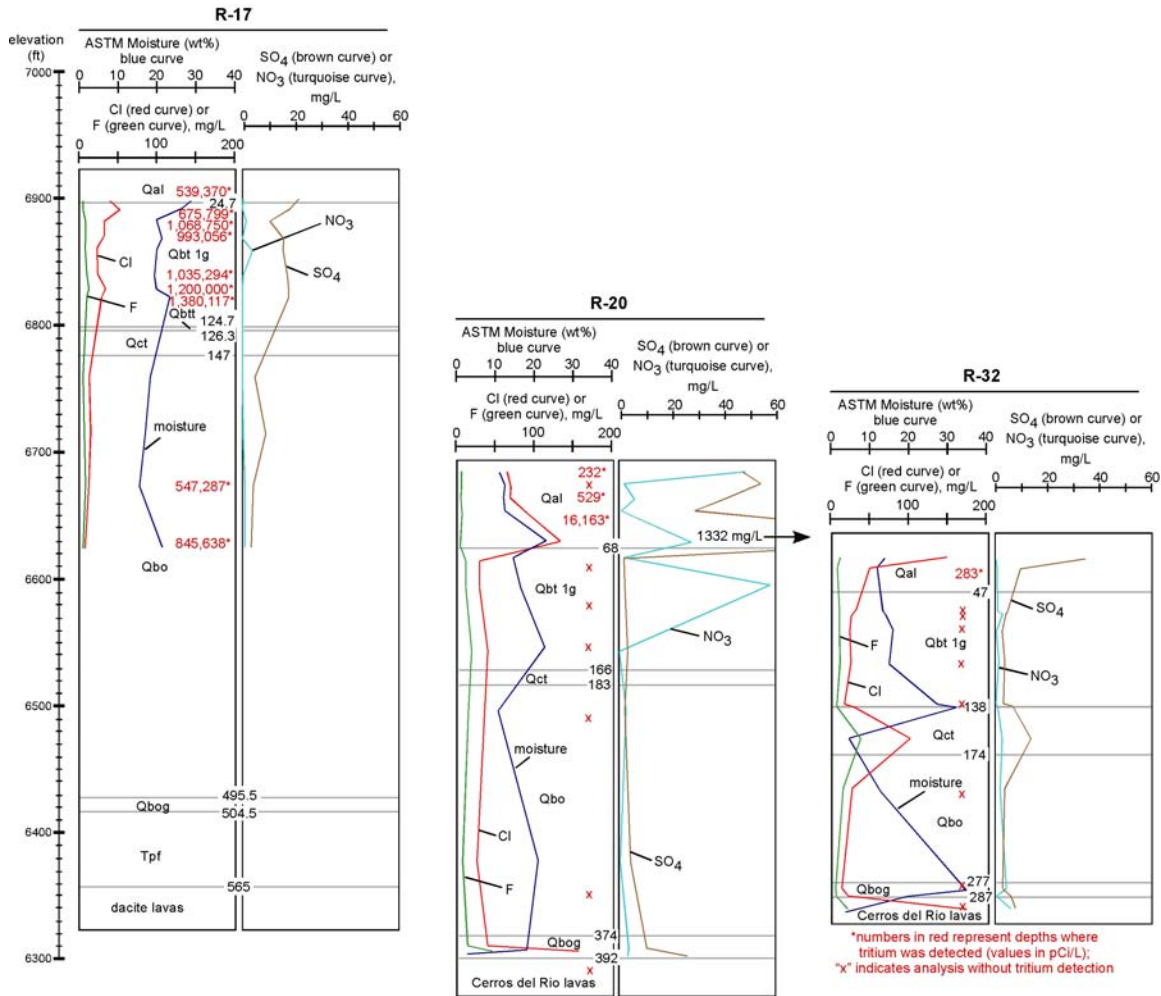 R-17
elevation
(ft)
ASTM Moisture (wt%)
blue curve
0 10 20 30 40
SO4 (brown curve) or
NO3 (turquoise curve),
mg/L
0 20 40 60
Cl (red curve) or
F (green curve), mg/L
0 100 200
7000
6900
6800
6700
6600
6500
6400
6300
Qal
539,370*
24.7
675,799*
1,068,750*
993,056*
Qbt 1g
1,035,294*
1,200,000*
1,380,117*
Cl
F
Qbtt
124.7
126.3
Qct
147
moisture
547,287*
845,638*
Qbo
495.5
Qbog
504.5
Tpf
565
dacite lavas
NO3
SO4
R-20
ASTM Moisture (wt%)
blue curve
0 10 20 30 40
SO4 (brown curve) or
NO3 (turquoise curve),
mg/L
0 20 40 60
Cl (red curve) or
F (green curve), mg/L
0 100 200
232*
x
Qal
529*
16,163*
68
x
Qbt 1g
x
x
166
Qct
183
x
moisture
Qbo
Cl
F
x
374
Qbog
392
x
Cerros del Rio lavas
1332 mg/L
NO3
SO4
R-32
ASTM Moisture (wt%)
blue curve
0 10 20 30 40
SO4 (brown curve) or
NO3 (turquoise curve),
mg/L
0 20 40 60
Cl (red curve) or
F (green curve), mg/L
0 100 200
Qal
283*
47
x
x
x
F
Qbt 1g
x
Cl
x
138
Qct
174
moisture
x
Qbo
277
x
Qbog
287
x
Cerros del Rio lavas
SO4
NO3
*numbers in red represent depths where
tritium was detected (values in pCi/L);
"x" indicates analysis without tritium detection